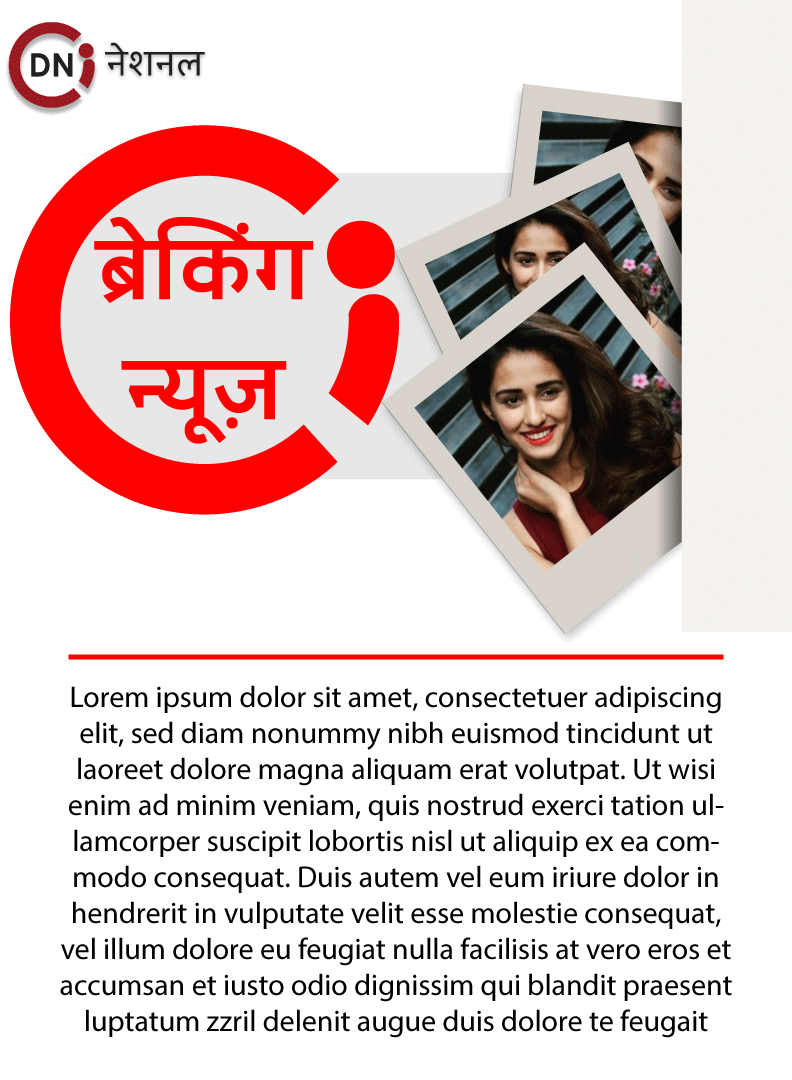 DN नेशनल
ब्रेकिंग
न्यूज़
Lorem ipsum dolor sit amet, consectetuer adipiscing
elit, sed diam nonummy nibh euismod tincidunt ut
laoreet dolore magna aliquam erat volutpat. Ut wisi
enim ad minim veniam, quis nostrud exerci tation ul-
lamcorper suscipit lobortis nisl ut aliquip ex ea com-
modo consequat. Duis autem vel eum iriure dolor in
hendrerit in vulputate velit esse molestie consequat,
vel illum dolore eu feugiat nulla facilisis at vero eros et
accumsan et iusto odio dignissim qui blandit praesent
luptatum zzril delenit augue duis dolore te feugait